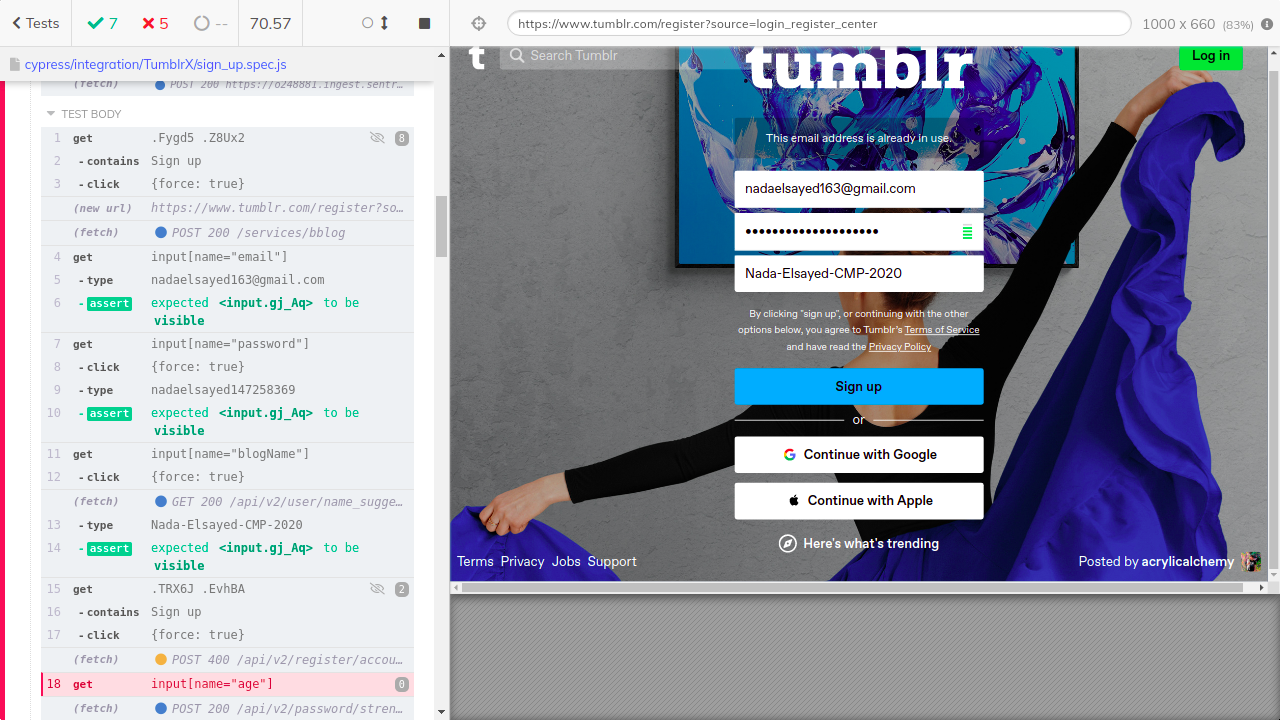 Tests
7
5
--
70.57
cypress/integration/TumblrX/sign_up.spec.js
(fetch) POST 200 https://o248881.ingest.sentr…
TEST BODY
1 get .Fygd5 .Z8Ux2 8
2 - contains Sign up
3 - click {force: true}
(new url) https://www.tumblr.com/register?so…
(fetch) POST 200 /services/bblog
4 get input[name="email"]
5 - type nadaelsayed163@gmail.com
6 - assert expected <input.gj_Aq> to be
visible
7 get input[name="password"]
8 - click {force: true}
9 - type nadaelsayed147258369
10 - assert expected <input.gj_Aq> to be
visible
11 get input[name="blogName"]
12 - click {force: true}
(fetch) GET 200 /api/v2/user/name_sugge…
13 - type Nada-Elsayed-CMP-2020
14 - assert expected <input.gj_Aq> to be
visible
15 get .TRX6J .EvhBA 2
16 - contains Sign up
17 - click {force: true}
(fetch) POST 400 /api/v2/register/accou…
18 get input[name="age"] 0
(fetch) POST 200 /api/v2/password/stren…
https://www.tumblr.com/register?source=login_register_center
1000 x 660 (83%)
t
Search Tumblr
Log in
tumblr
This email address is already in use.
nadaelsayed163@gmail.com
••••••••••••••••••••
Nada-Elsayed-CMP-2020
By clicking "sign up", or continuing with the other
options below, you agree to Tumblr's Terms of Service
and have read the Privacy Policy
Sign up
or
Continue with Google
Continue with Apple
Here's what's trending
Terms Privacy Jobs Support
Posted by acrylicalchemy